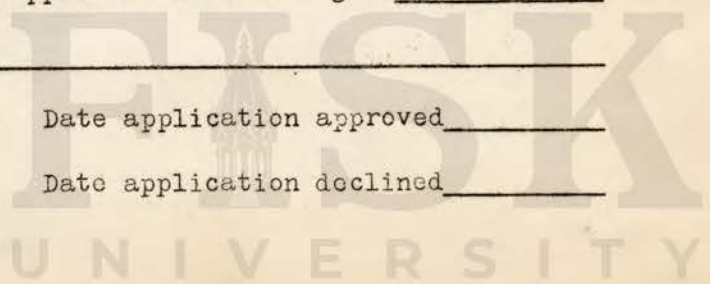 Date application approved
Date application declined
FISK
UNIVERSITY